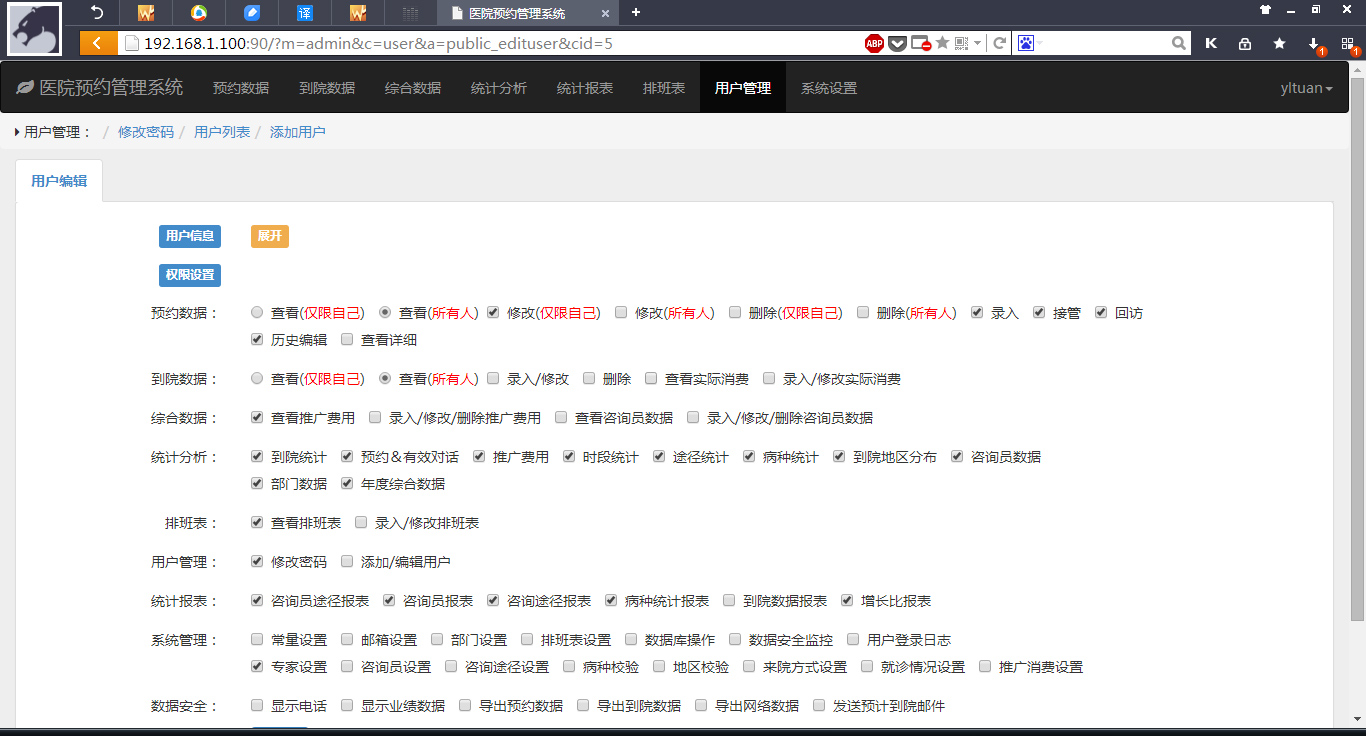 译
医院预约管理系统
192.168.1.100:90/?m=admin&c=user&a=public_edituser&cid=5
ABP
K
1
1
医院预约管理系统 预约数据 到院数据 综合数据 统计分析 统计报表 排班表 用户管理 系统设置 yltuan
用户管理： / 修改密码 / 用户列表 / 添加用户
用户编辑
用户信息 展开
权限设置
预约数据： 查看(仅限自己) 查看(所有人) 修改(仅限自己) 修改(所有人) 删除(仅限自己) 删除(所有人) 录入 接管 回访
历史编辑 查看详细
到院数据： 查看(仅限自己) 查看(所有人) 录入/修改 删除 查看实际消费 录入/修改实际消费
综合数据： 查看推广费用 录入/修改/删除推广费用 查看咨询员数据 录入/修改/删除咨询员数据
统计分析： 到院统计 预约＆有效对话 推广费用 时段统计 途径统计 病种统计 到院地区分布 咨询员数据
部门数据 年度综合数据
排班表： 查看排班表 录入/修改排班表
用户管理： 修改密码 添加/编辑用户
统计报表： 咨询员途径报表 咨询员报表 咨询途径报表 病种统计报表 到院数据报表 增长比报表
系统管理： 常量设置 邮箱设置 部门设置 排班表设置 数据库操作 数据安全监控 用户登录日志
专家设置 咨询员设置 咨询途径设置 病种校验 地区校验 来院方式设置 就诊情况设置 推广消费设置
数据安全： 显示电话 显示业绩数据 导出预约数据 导出到院数据 导出网络数据 发送预计到院邮件